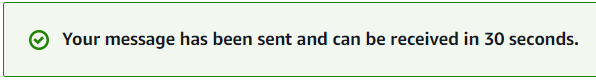 Your message has been sent and can be received in 30 seconds.